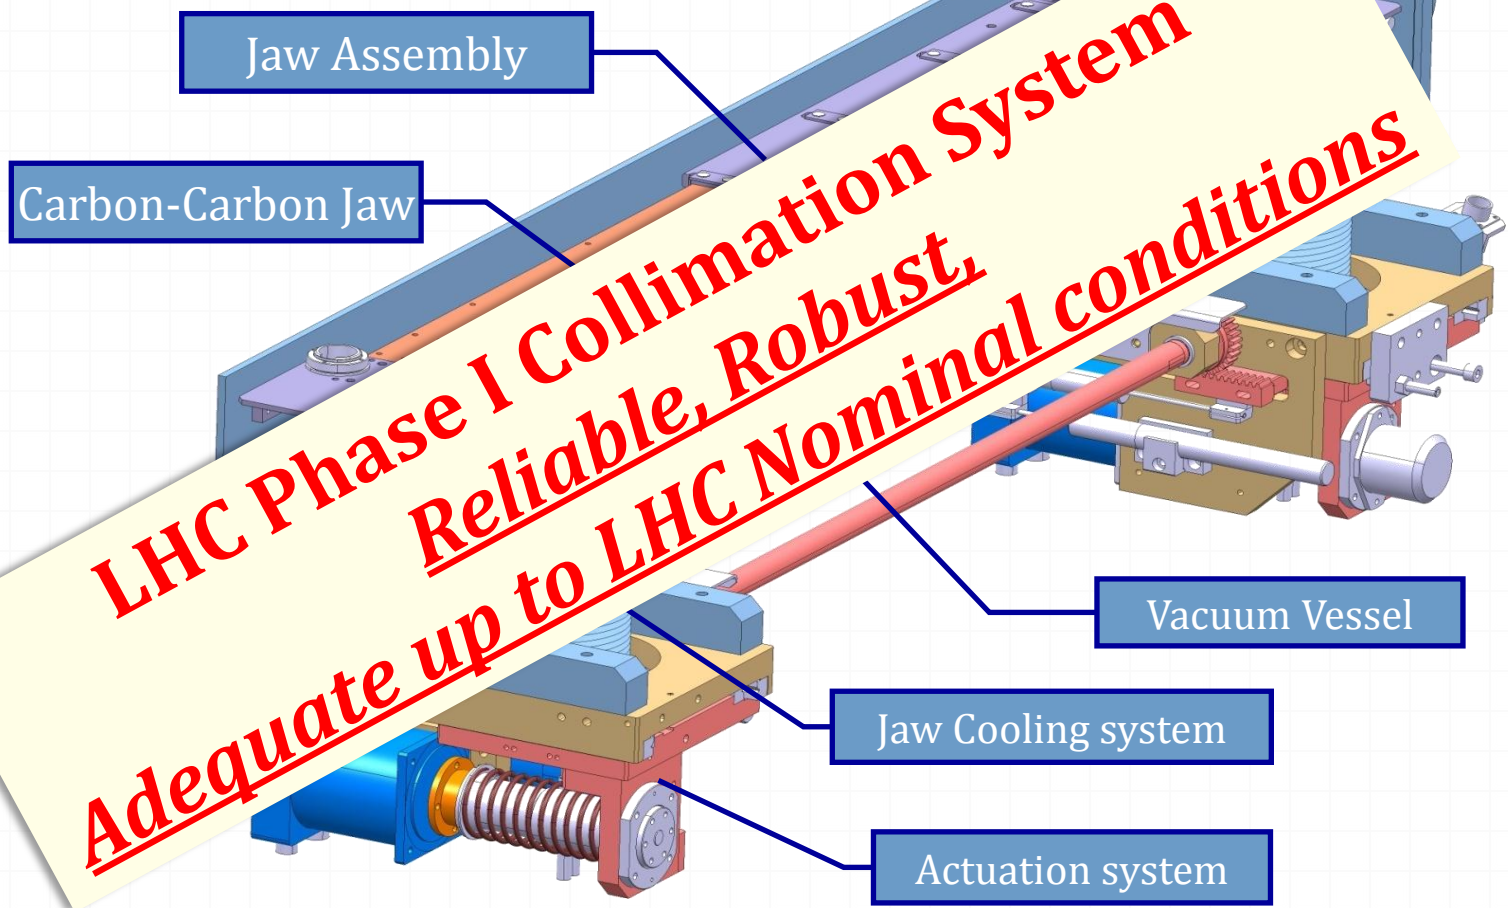 Jaw Assembly
Carbon-Carbon Jaw
LHC Phase I Collimation System
Reliable, Robust,
Adequate up to LHC Nominal conditions
Vacuum Vessel
Jaw Cooling system
Actuation system